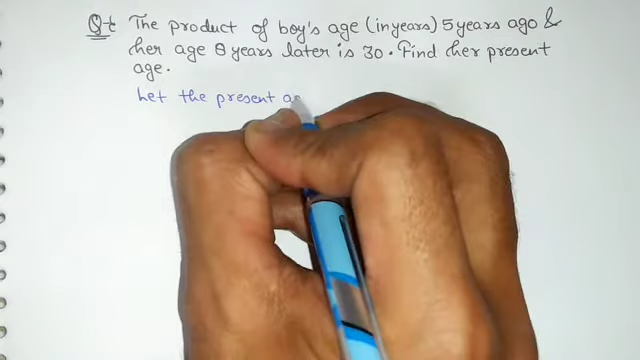 Q:- The product of boy's age (in years) 5 years ago &
her age 8 years later is 30. Find her present
age.
Let the present ag